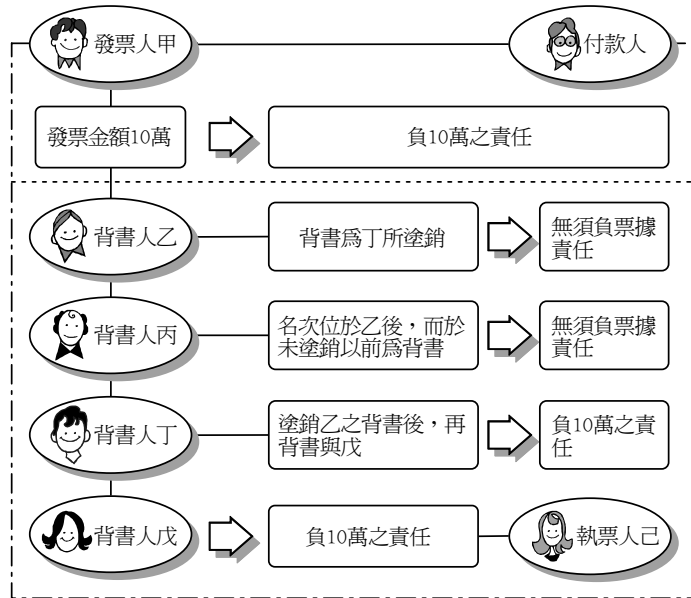 發票人甲
付款人
發票金額10萬
負10萬之責任
背書人乙
背書爲丁所塗銷
無須負票據
責任
背書人丙
名次位於乙後，而於
未塗銷以前爲背書
無須負票據
責任
背書人丁
塗銷乙之背書後，再
背書與戊
負10萬之責
任
背書人戊
負10萬之責任
執票人己